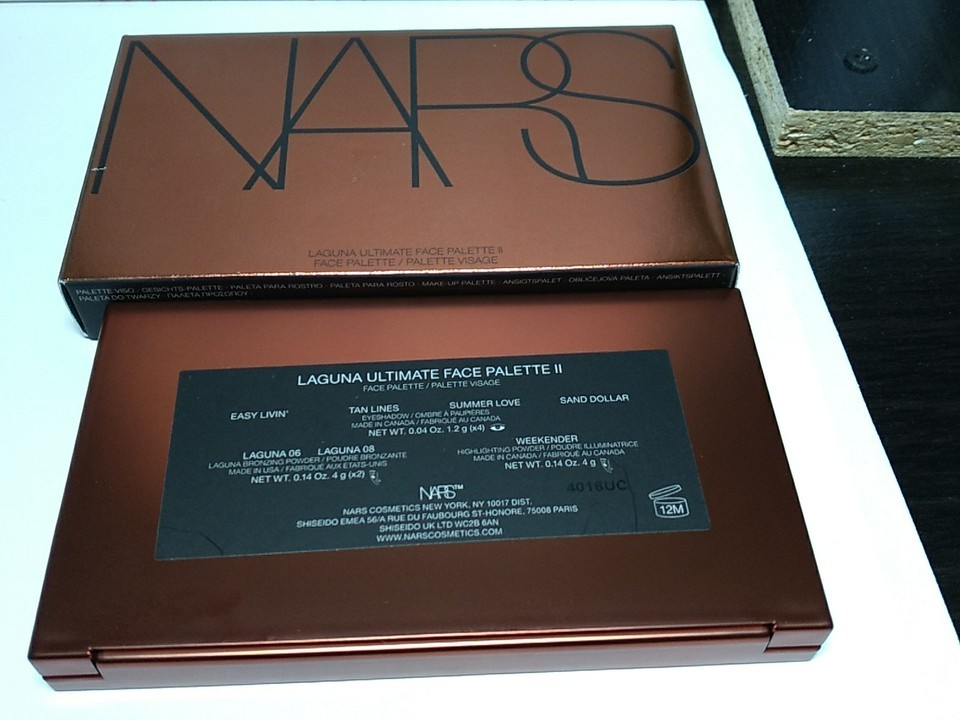 NARS
LAGUNA ULTIMATE FACE PALETTE II
FACE PALETTE / PALETTE VISAGE
PALETTE VISO · GESICHTS-PALETTE · PALETA PARA ROSTRO · PALETA PARA ROSTO · MAKE-UP PALETTE · ANSIGTSPALET · OBLIČEJOVÁ PALETA · ANSIKTSPALETT ·
PALETA DO TWARZY · ΠΑΛΕΤΑ ΠΡΟΣΩΠΟΥ
LAGUNA ULTIMATE FACE PALETTE II
FACE PALETTE / PALETTE VISAGE
EASY LIVIN' TAN LINES SUMMER LOVE SAND DOLLAR
EYESHADOW / OMBRE À PAUPIÈRES
MADE IN CANADA / FABRIQUÉ AU CANADA
NET WT. 0.04 Oz. 1.2 g (x4)
LAGUNA 06 LAGUNA 08
LAGUNA BRONZING POWDER / POUDRE BRONZANTE
MADE IN USA / FABRIQUÉ AUX ETATS-UNIS
NET WT. 0.14 Oz. 4 g (x2)
WEEKENDER
HIGHLIGHTING POWDER / POUDRE ILLUMINATRICE
MADE IN CANADA / FABRIQUÉ AU CANADA
NET WT. 0.14 Oz. 4 g
4016UC
NARS™
NARS COSMETICS NEW YORK, NY 10017 DIST.
SHISEIDO EMEA 56/A RUE DU FAUBOURG ST-HONORE, 75008 PARIS
SHISEIDO UK LTD WC2B 6AN
WWW.NARSCOSMETICS.COM
12M